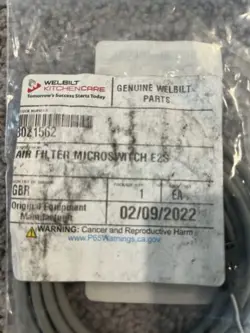 WELBILT
KITCHENCARE
Tomorrow's Success Starts Today
GENUINE WELBILT
PARTS
8021562
AIR FILTER MICROSWITCH E2S
GBR
1
EA
Original Equipment
Manufacturer
02/09/2022
WARNING: Cancer and Reproductive Harm
www.P65Warnings.ca.gov